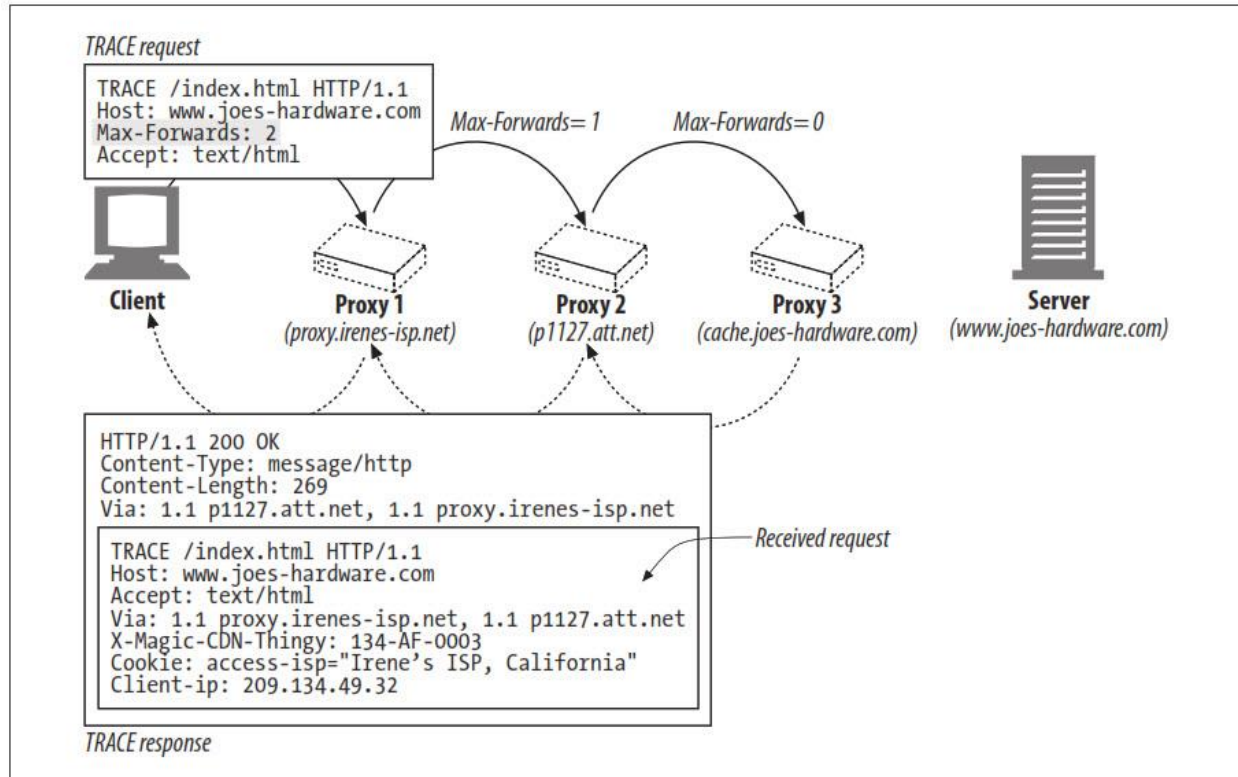 TRACE request
TRACE /index.html HTTP/1.1
Host: www.joes-hardware.com
Max-Forwards: 2
Accept: text/html
Max-Forwards= 1
Max-Forwards= 0
Client
Proxy 1
(proxy.irenes-isp.net)
Proxy 2
(p1127.att.net)
Proxy 3
(cache.joes-hardware.com)
Server
(www.joes-hardware.com)
HTTP/1.1 200 OK
Content-Type: message/http
Content-Length: 269
Via: 1.1 p1127.att.net, 1.1 proxy.irenes-isp.net
TRACE /index.html HTTP/1.1
Host: www.joes-hardware.com
Accept: text/html
Via: 1.1 proxy.irenes-isp.net, 1.1 p1127.att.net
X-Magic-CDN-Thingy: 134-AF-0003
Cookie: access-isp="Irene’s ISP, California"
Client-ip: 209.134.49.32
Received request
TRACE response